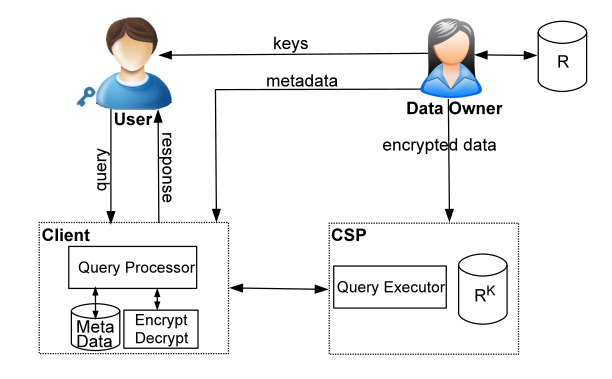 keys
R
metadata
Data Owner
User
encrypted data
query
response
Client
CSP
Query Processor
Query Executor
R^K
Meta
Data
Encrypt
Decrypt